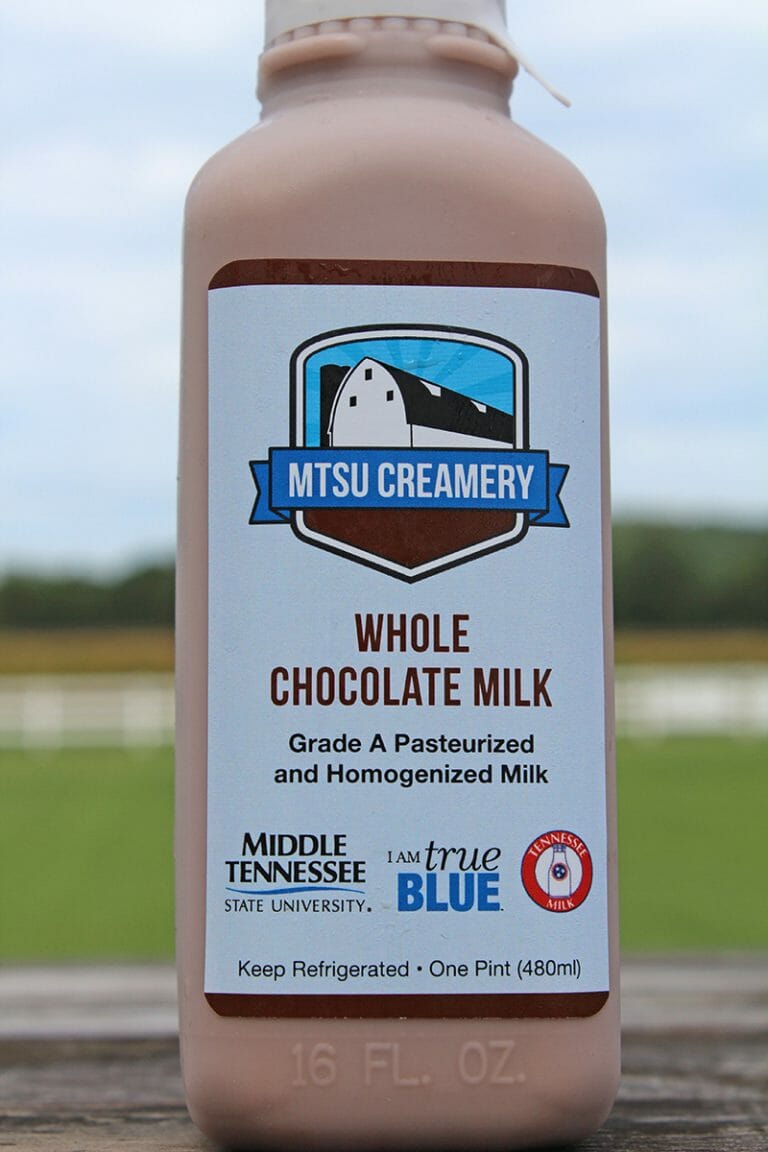 MTSU CREAMERY
WHOLE
CHOCOLATE MILK
Grade A Pasteurized
and Homogenized Milk
MIDDLE
TENNESSEE
STATE UNIVERSITY.
I AM true
BLUE
TENNESSEE
MILK
Keep Refrigerated • One Pint (480ml)
16 FL. OZ.